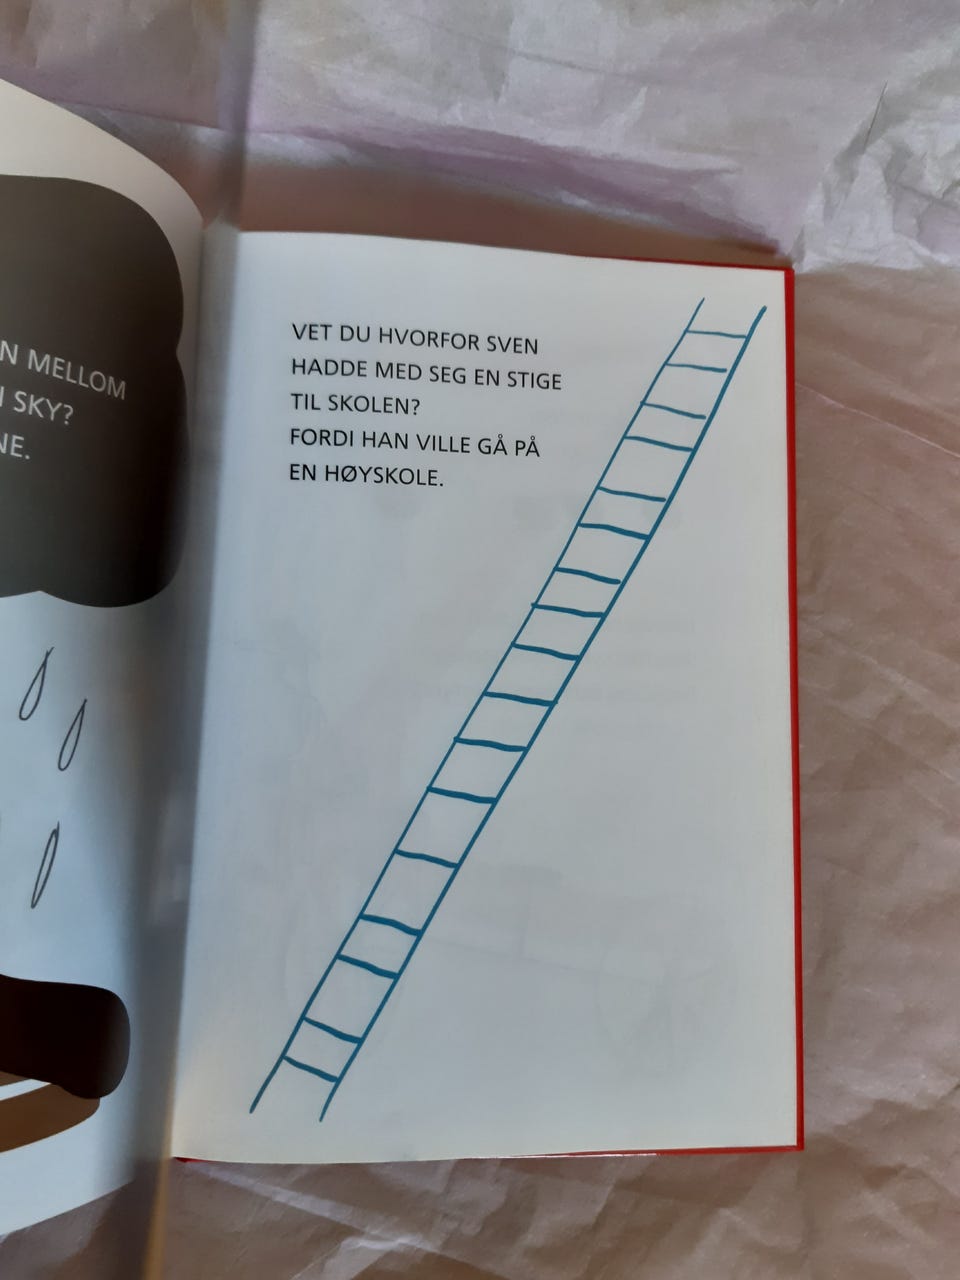 N MELLOM
SKY?
NE.
VET DU HVORFOR SVEN
HADDE MED SEG EN STIGE
TIL SKOLEN?
FORDI HAN VILLE GÅ PÅ
EN HØYSKOLE.